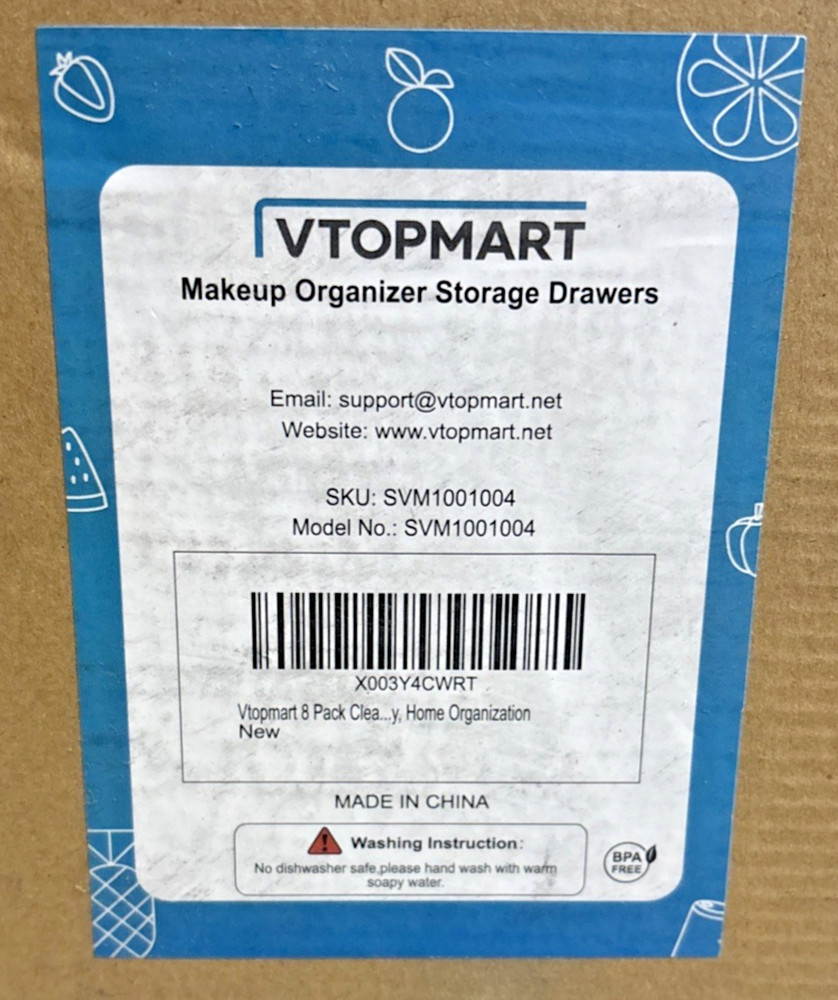 VTOPMART
Makeup Organizer Storage Drawers
Email: support@vtopmart.net
Website: www.vtopmart.net
SKU: SVM1001004
Model No.: SVM1001004
X003Y4CWRT
Vtopmart 8 Pack Clea...y, Home Organization
New
MADE IN CHINA
Washing Instruction:
No dishwasher safe,please hand wash with warm
soapy water.
BPA
FREE